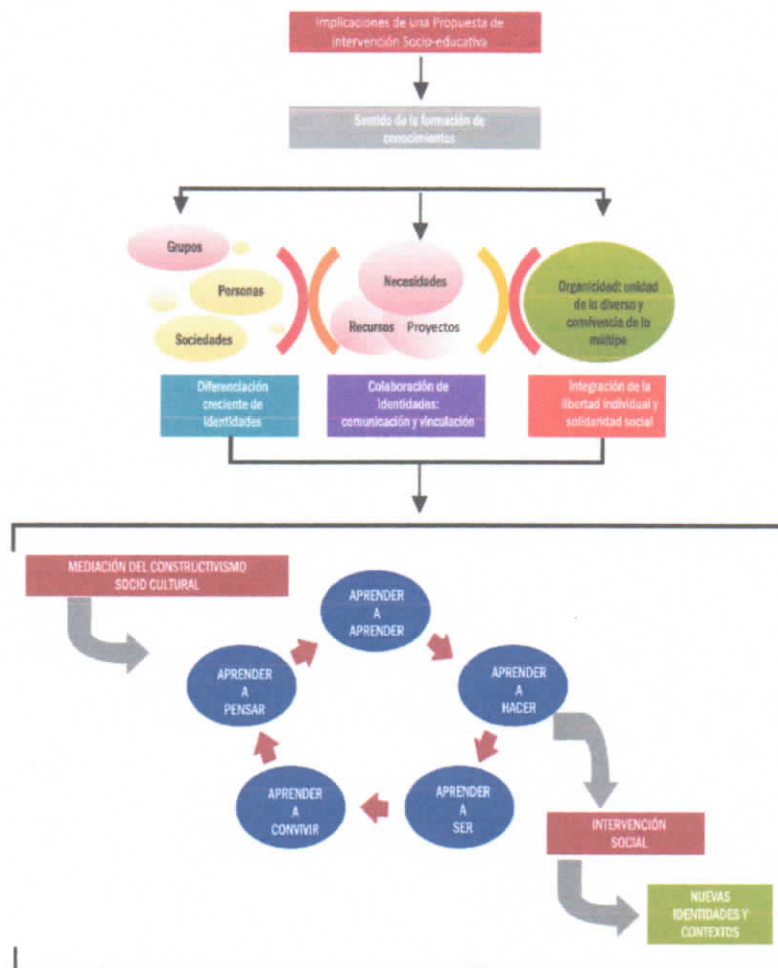 Implicaciones de una Propuesta de
intervención Socio-educativa
Sentido de la formación de
conocimientos
Grupos
Personas
Sociedades
Necesidades
Recursos
Proyectos
Organicidad: unidad
de lo diverso y
convivencia de lo
múltipe
Diferenciación
creciente de
identidades
Colaboración de
identidades:
comunicación y vinculación
Integración de la
libertad individual y
solidaridad social
MEDIACIÓN DEL CONSTRUCTIVISMO
SOCIO CULTURAL
APRENDER
A
APRENDER
APRENDER
A
HACER
APRENDER
A
SER
APRENDER
A
CONVIVIR
APRENDER
A
PENSAR
INTERVENCIÓN
SOCIAL
NUEVAS
IDENTIDADES Y
CONTEXTOS